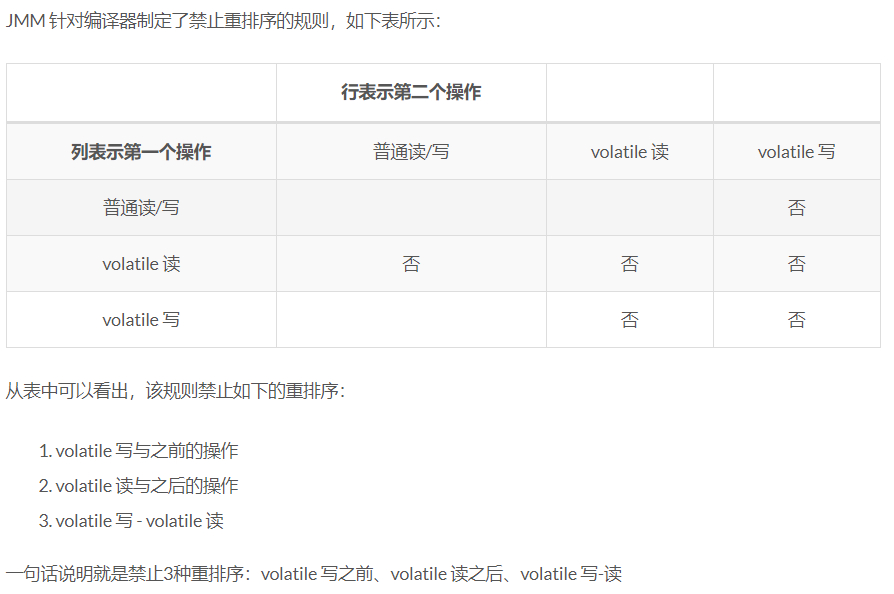 JMM 针对编译器制定了禁止重排序的规则，如下表所示：
行表示第二个操作
列表示第一个操作 普通读/写 volatile 读 volatile 写
普通读/写 否
volatile 读 否 否 否
volatile 写 否 否
从表中可以看出，该规则禁止如下的重排序：
1. volatile 写与之前的操作
2. volatile 读与之后的操作
3. volatile 写 - volatile 读
一句话说明就是禁止3种重排序：volatile 写之前、volatile 读之后、volatile 写-读